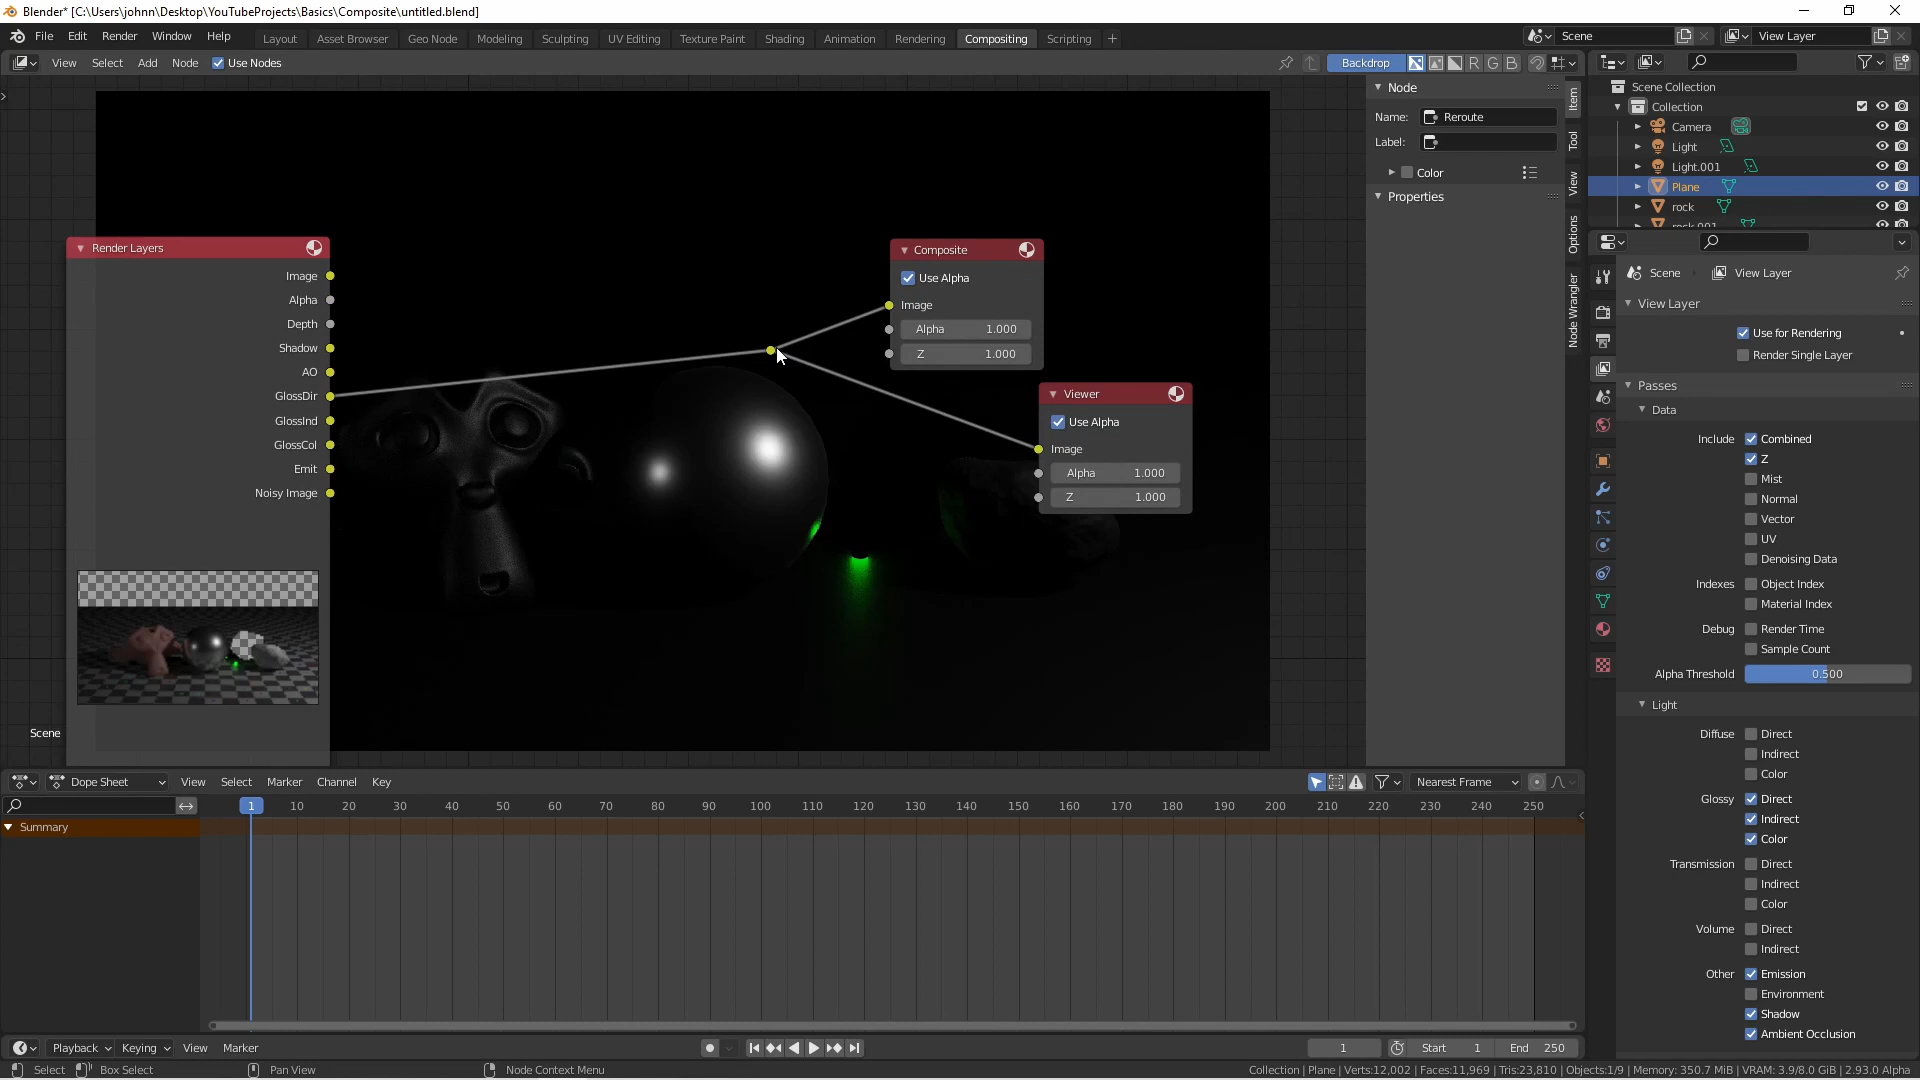 Blender* [C:\Users\johnn\Desktop\YouTubeProjects\Basics\Composite\untitled.blend]
File Edit Render Window Help
Layout Asset Browser Geo Node Modeling Sculpting UV Editing Texture Paint Shading Animation Rendering Compositing Scripting +
Scene
View Layer
View Select Add Node Use Nodes
Backdrop R G B
Node
Name: Reroute
Label:
Color
Properties
Item
Tool
View
Options
Node Wrangler
Scene Collection
Collection
Camera
Light
Light.001
Plane
rock
rock.001
Scene View Layer
View Layer
Use for Rendering
Render Single Layer
Passes
Data
Include Combined
Z
Mist
Normal
Vector
UV
Denoising Data
Indexes Object Index
Material Index
Debug Render Time
Sample Count
Alpha Threshold 0.500
Light
Diffuse Direct
Indirect
Color
Glossy Direct
Indirect
Color
Transmission Direct
Indirect
Color
Volume Direct
Indirect
Other Emission
Environment
Shadow
Ambient Occlusion
Render Layers
Image
Alpha
Depth
Shadow
AO
GlossDir
GlossInd
GlossCol
Emit
Noisy Image
Scene
Composite
Use Alpha
Image
Alpha 1.000
Z 1.000
Viewer
Use Alpha
Image
Alpha 1.000
Z 1.000
Dope Sheet View Select Marker Channel Key
Nearest Frame
1 10 20 30 40 50 60 70 80 90 100 110 120 130 140 150 160 170 180 190 200 210 220 230 240 250
Summary
Playback Keying View Marker
1 Start 1 End 250
Select Box Select Pan View Node Context Menu
Collection | Plane | Verts:12,002 | Faces:11,969 | Tris:23,810 | Objects:1/9 | Memory: 350.7 MiB | VRAM: 3.9/8.0 GiB | 2.93.0 Alpha